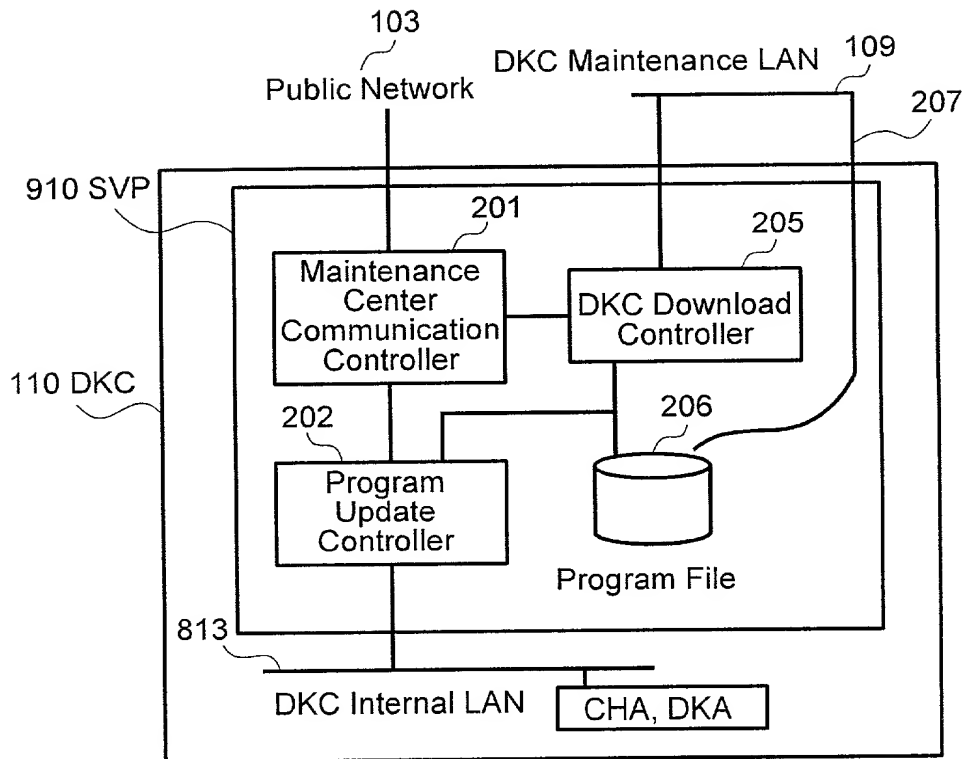 103
Public Network
DKC Maintenance LAN
109
207
910 SVP
201
205
Maintenance
Center
Communication
Controller
DKC Download
Controller
110 DKC
202
206
Program
Update
Controller
Program File
813
DKC Internal LAN
CHA, DKA